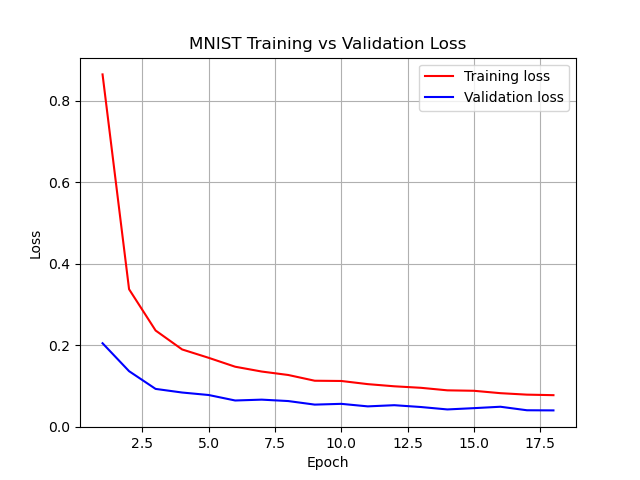 MNIST Training vs Validation Loss
Training loss
Validation loss
0.8
0.6
0.4
0.2
0.0
Loss
2.5 5.0 7.5 10.0 12.5 15.0 17.5
Epoch